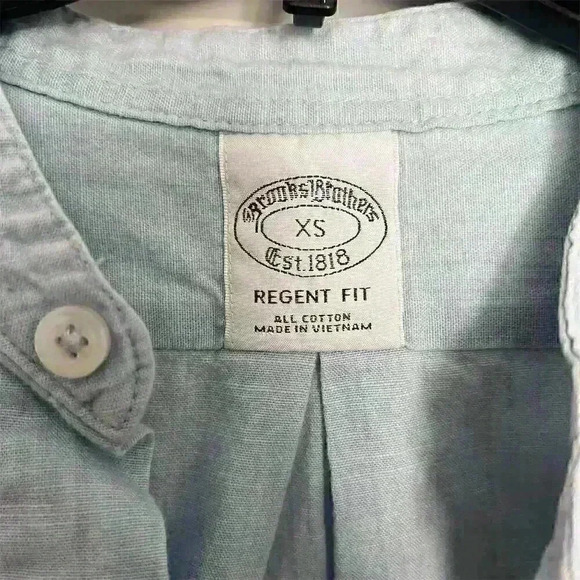 Brooks Brothers
XS
Est. 1818
REGENT FIT
ALL COTTON
MADE IN VIETNAM